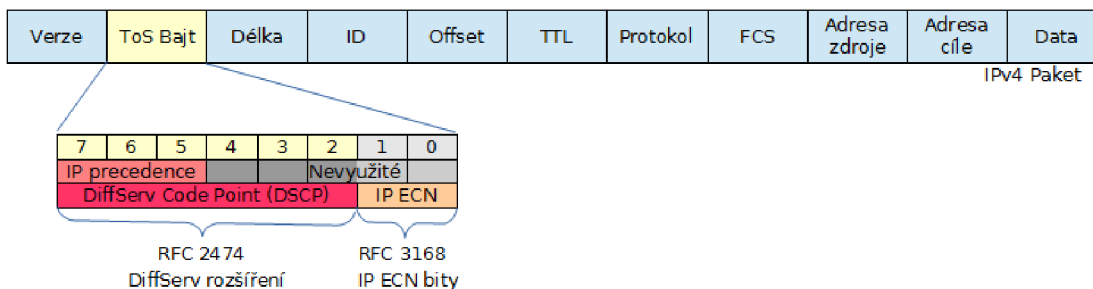 Verze ToS Bajt Délka ID Offset TTL Protokol FCS Adresa zdroje Adresa cíle Data
IPv4 Paket
7 6 5 4 3 2 1 0
IP precedence Nevyužité
DiffServ Code Point (DSCP) IP ECN
RFC 2474 RFC 3168
DiffServ rozšíření IP ECN bity